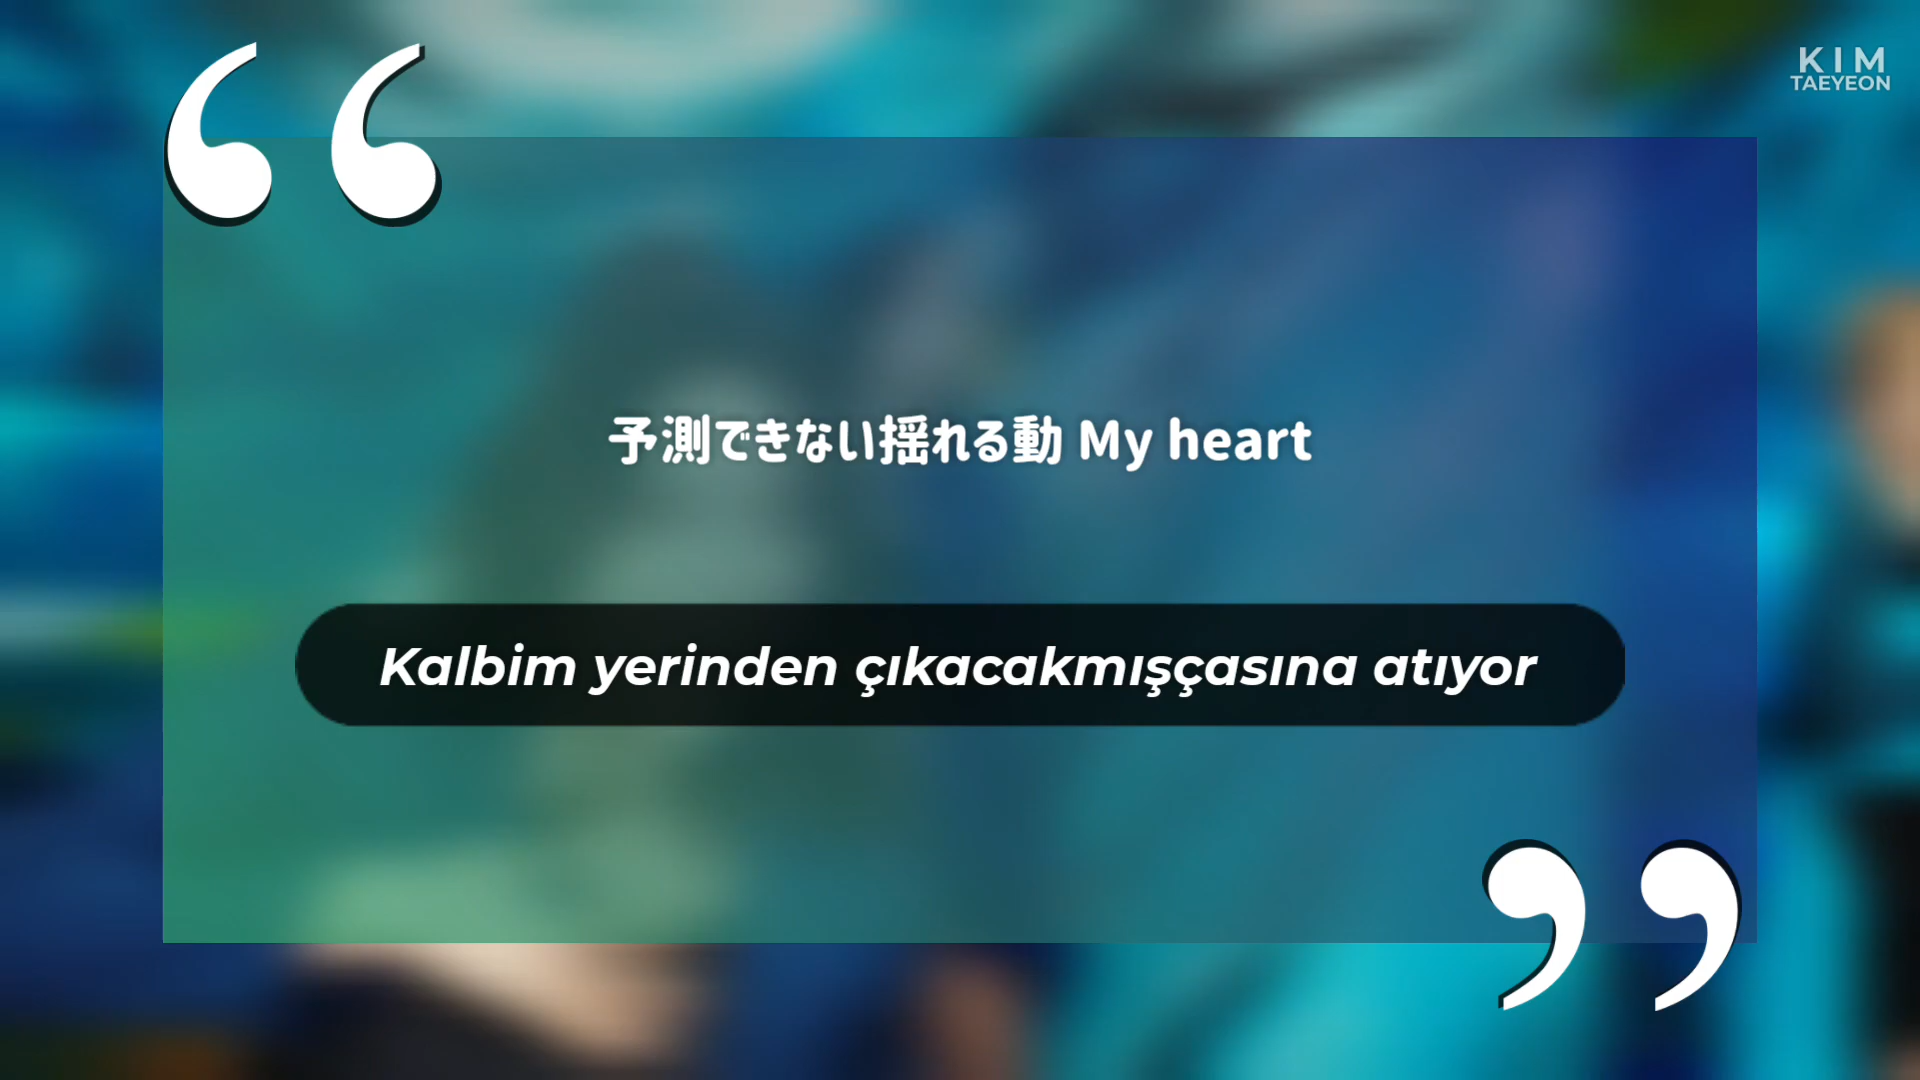 KIM
TAEYEON
予測できない揺れる動 My heart
Kalbim yerinden çıkacakmışçasına atıyor